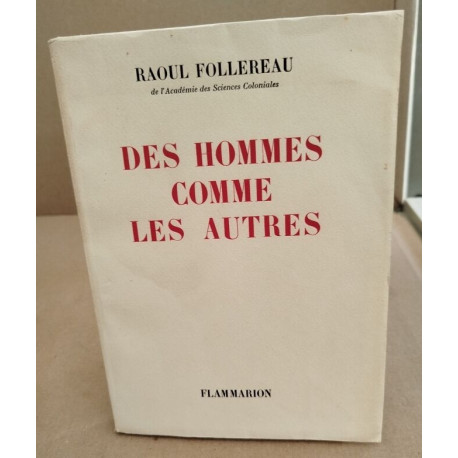 RAOUL FOLLEREAU
de l'Académie des Sciences Coloniales
DES HOMMES
COMME
LES AUTRES
FLAMMARION